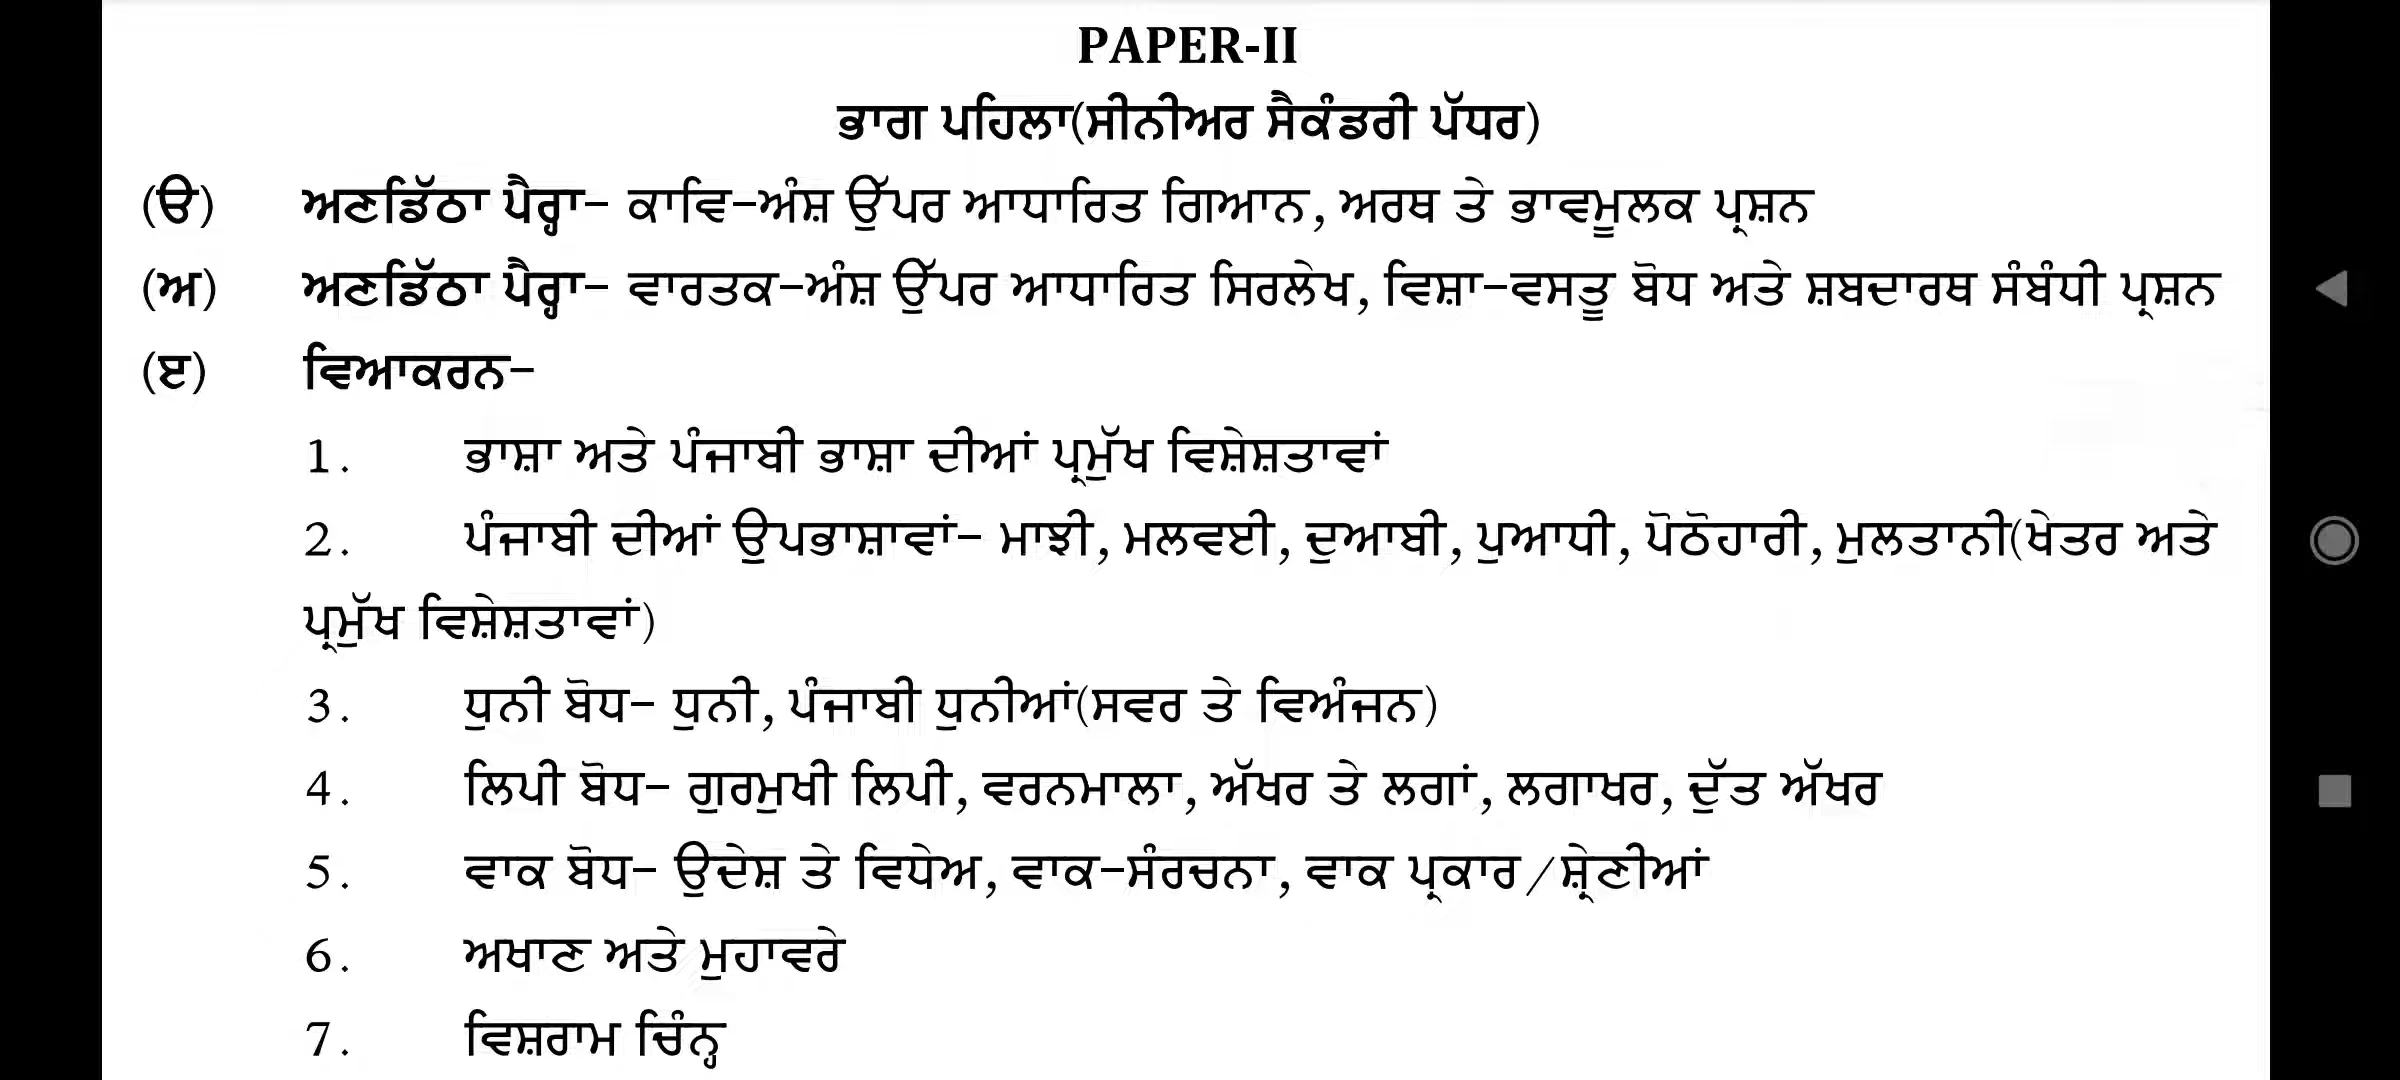 PAPER-II
ਭਾਗ ਪਹਿਲਾ(ਸੀਨੀਅਰ ਸੈਕੰਡਰੀ ਪੱਧਰ)
(ੳ) ਅਣਡਿੱਠਾ ਪੈਰ੍ਹਾ- ਕਾਵਿ-ਅੰਸ਼ ਉੱਪਰ ਆਧਾਰਿਤ ਗਿਆਨ, ਅਰਥ ਤੇ ਭਾਵਮੂਲਕ ਪ੍ਰਸ਼ਨ
(ਅ) ਅਣਡਿੱਠਾ ਪੈਰ੍ਹਾ- ਵਾਰਤਕ-ਅੰਸ਼ ਉੱਪਰ ਆਧਾਰਿਤ ਸਿਰਲੇਖ, ਵਿਸ਼ਾ-ਵਸਤੂ ਬੋਧ ਅਤੇ ਸ਼ਬਦਾਰਥ ਸੰਬੰਧੀ ਪ੍ਰਸ਼ਨ
(ੲ) ਵਿਆਕਰਨ-
1. ਭਾਸ਼ਾ ਅਤੇ ਪੰਜਾਬੀ ਭਾਸ਼ਾ ਦੀਆਂ ਪ੍ਰਮੁੱਖ ਵਿਸ਼ੇਸ਼ਤਾਵਾਂ
2. ਪੰਜਾਬੀ ਦੀਆਂ ਉਪਭਾਸ਼ਾਵਾਂ- ਮਾਝੀ, ਮਲਵਈ, ਦੁਆਬੀ, ਪੁਆਧੀ, ਪੋਠੋਹਾਰੀ, ਮੁਲਤਾਨੀ(ਖੇਤਰ ਅਤੇ
ਪ੍ਰਮੁੱਖ ਵਿਸ਼ੇਸ਼ਤਾਵਾਂ)
3. ਧੁਨੀ ਬੋਧ- ਧੁਨੀ, ਪੰਜਾਬੀ ਧੁਨੀਆਂ(ਸਵਰ ਤੇ ਵਿਅੰਜਨ)
4. ਲਿਪੀ ਬੋਧ- ਗੁਰਮੁਖੀ ਲਿਪੀ, ਵਰਨਮਾਲਾ, ਅੱਖਰ ਤੇ ਲਗਾਂ, ਲਗਾਖਰ, ਦੁੱਤ ਅੱਖਰ
5. ਵਾਕ ਬੋਧ- ਉਦੇਸ਼ ਤੇ ਵਿਧੇਅ, ਵਾਕ-ਸੰਰਚਨਾ, ਵਾਕ ਪ੍ਰਕਾਰ/ਸ਼੍ਰੇਣੀਆਂ
6. ਅਖਾਣ ਅਤੇ ਮੁਹਾਵਰੇ
7. ਵਿਸ਼ਰਾਮ ਚਿੰਨ੍ਹ